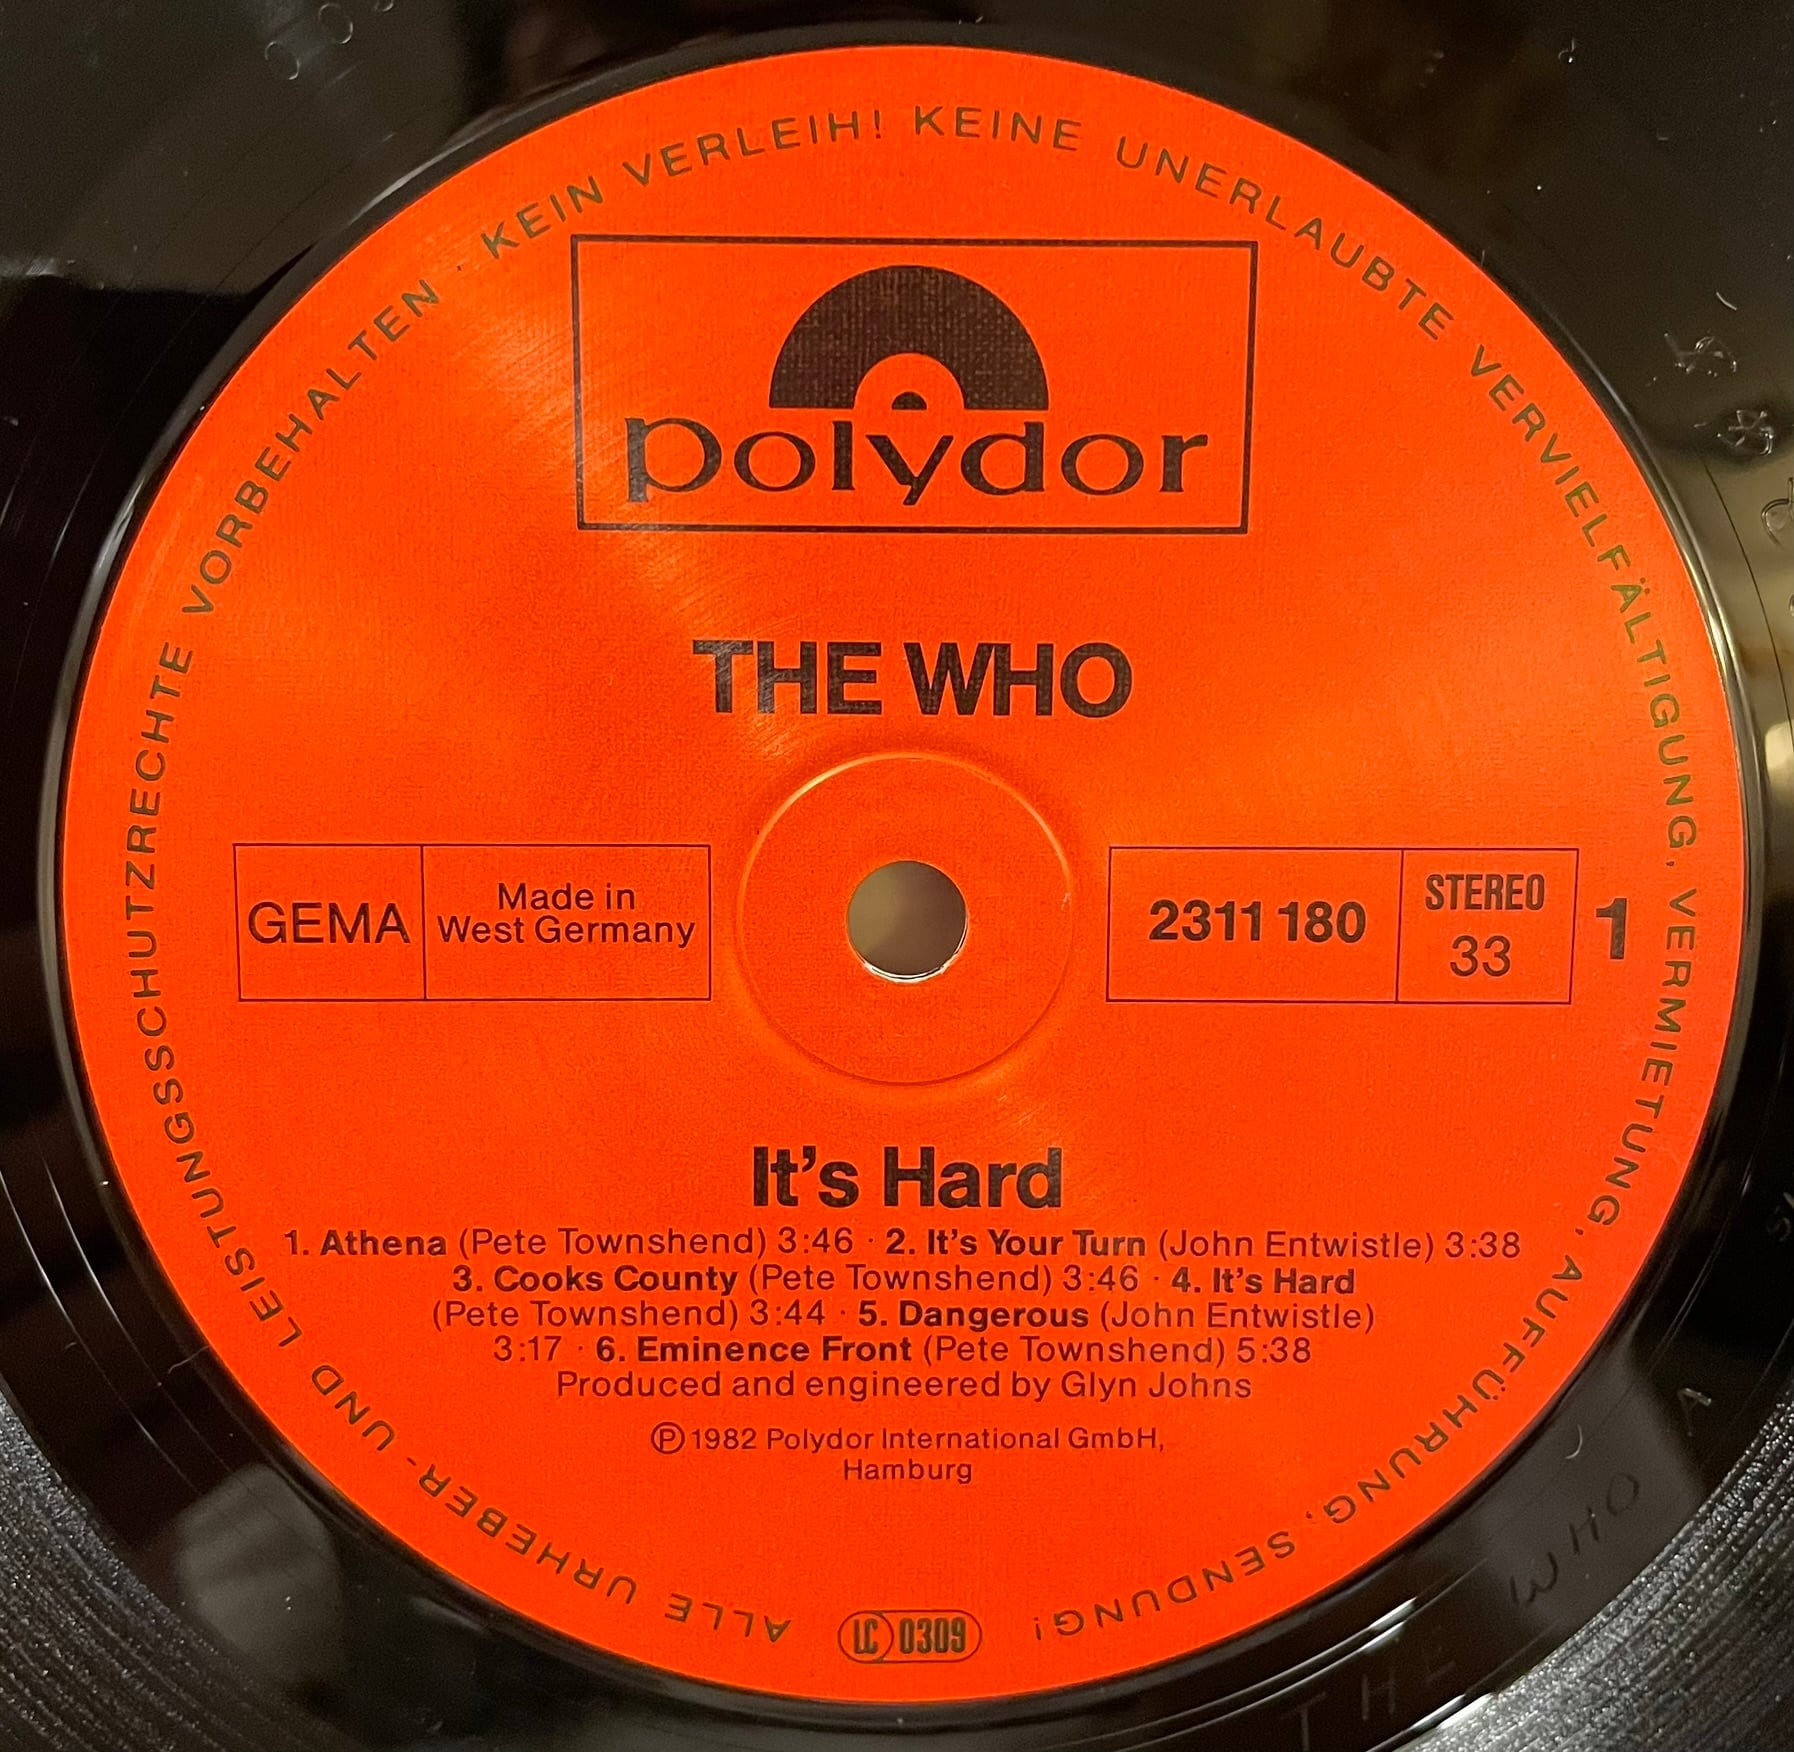 ALLE URHEBER- UND LEISTUNGSSCHUTZRECHTE VORBEHALTEN · KEIN VERLEIH! KEINE UNERLAUBTE VERVIELFÄLTIGUNG, VERMIETUNG, AUFFÜHRUNG, SENDUNG!
polydor
THE WHO
GEMA
Made in
West Germany
2311 180
STEREO
33
1
It's Hard
1. Athena (Pete Townshend) 3:46 · 2. It's Your Turn (John Entwistle) 3:38
3. Cooks County (Pete Townshend) 3:46 · 4. It's Hard
(Pete Townshend) 3:44 · 5. Dangerous (John Entwistle)
3:17 · 6. Eminence Front (Pete Townshend) 5:38
Produced and engineered by Glyn Johns
Ⓟ 1982 Polydor International GmbH,
Hamburg
LC 0309
THE WHO